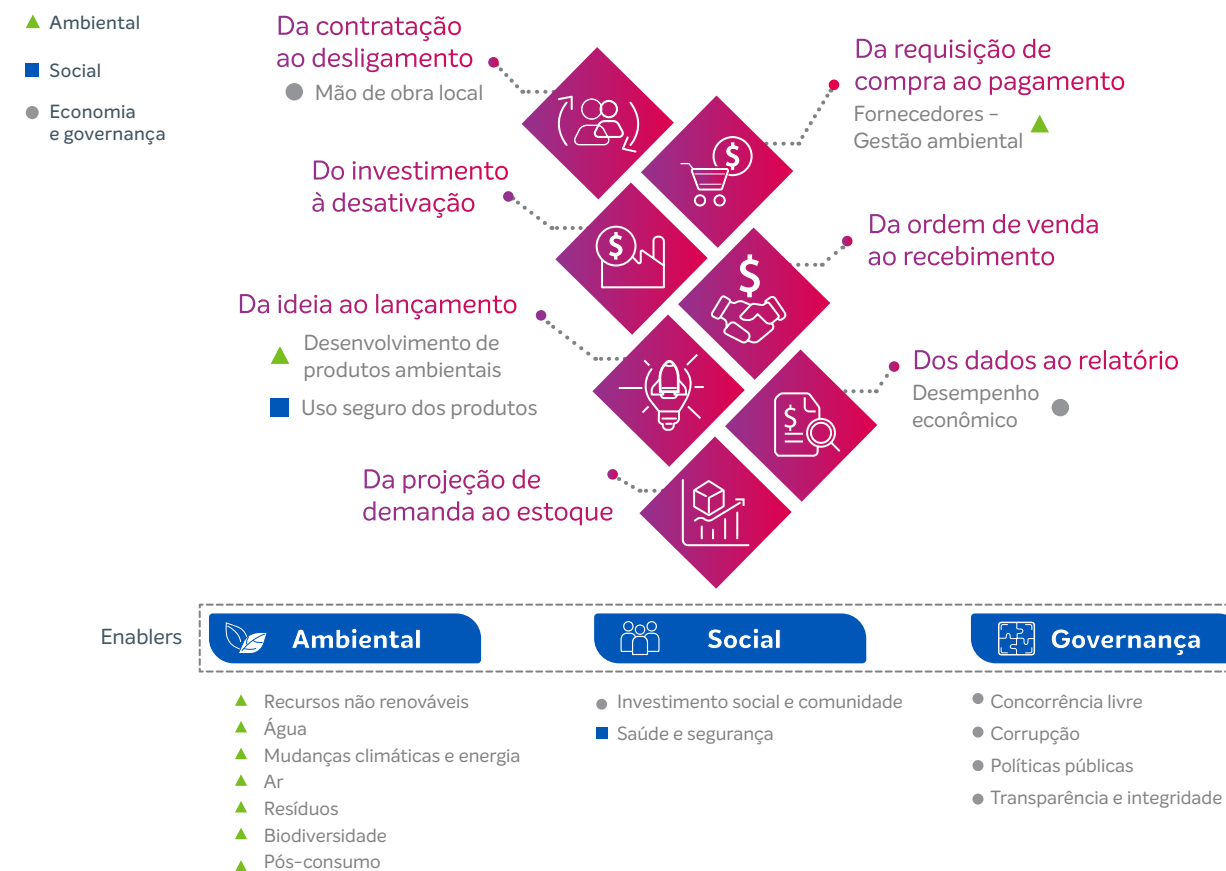 Ambiental
Social
Economia
e governança
Da contratação
ao desligamento
Mão de obra local
Da requisição de
compra ao pagamento
Fornecedores -
Gestão ambiental
Do investimento
à desativação
Da ordem de venda
ao recebimento
Da ideia ao lançamento
Desenvolvimento de
produtos ambientais
Uso seguro dos produtos
Dos dados ao relatório
Desempenho
econômico
Da projeção de
demanda ao estoque
$
$
$
$
Enablers
Ambiental
Social
Governança
Recursos não renováveis
Água
Mudanças climáticas e energia
Ar
Resíduos
Biodiversidade
Pós-consumo
Investimento social e comunidade
Saúde e segurança
Concorrência livre
Corrupção
Políticas públicas
Transparência e integridade